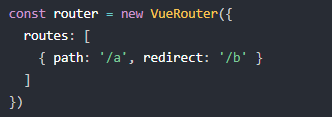 const router = new VueRouter({
  routes: [
    { path: '/a', redirect: '/b' }
  ]
})